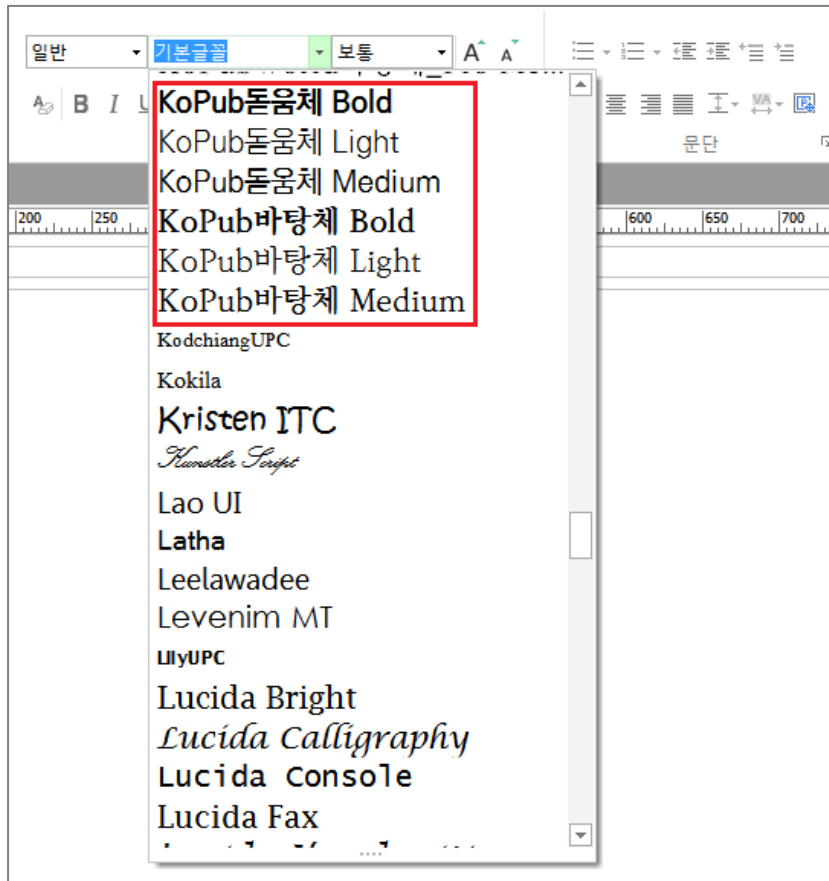 일반 기본글꼴 보통
B I
문단
200 250 600 650 700
KoPub돋움체 Bold
KoPub돋움체 Light
KoPub돋움체 Medium
KoPub바탕체 Bold
KoPub바탕체 Light
KoPub바탕체 Medium
KodchiangUPC
Kokila
Kristen ITC
Kunstler Script
Lao UI
Latha
Leelawadee
Levenim MT
LilyUPC
Lucida Bright
Lucida Calligraphy
Lucida Console
Lucida Fax